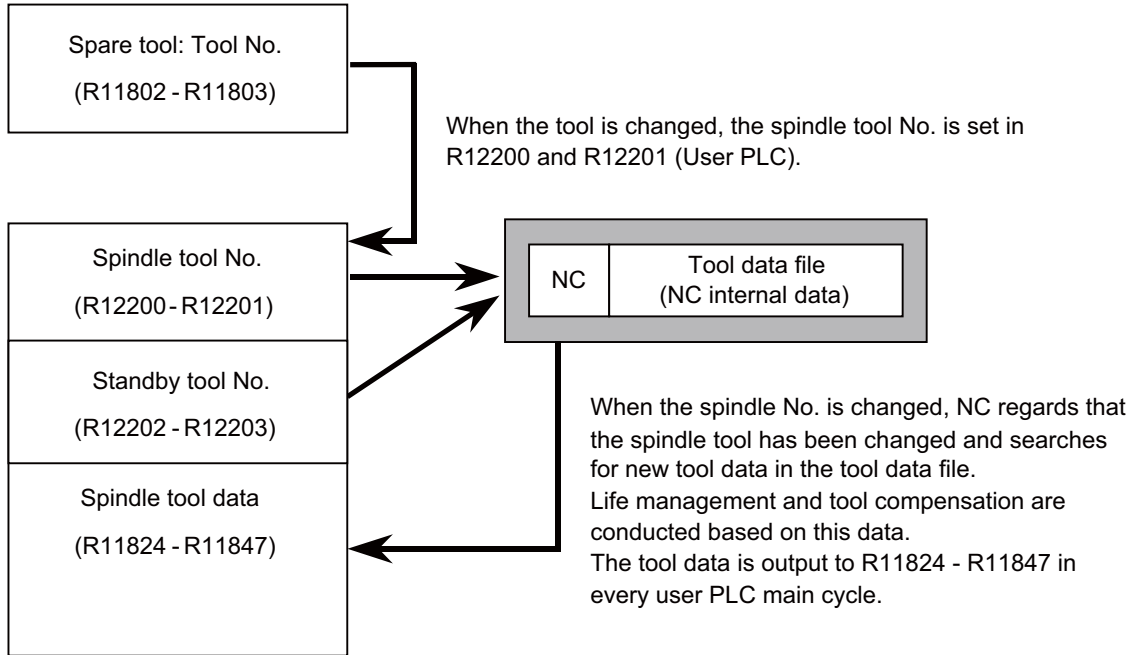 Spare tool: Tool No.
(R11802 - R11803)
When the tool is changed, the spindle tool No. is set in
R12200 and R12201 (User PLC).
Spindle tool No.
(R12200 - R12201)
NC
Tool data file
(NC internal data)
Standby tool No.
(R12202 - R12203)
When the spindle No. is changed, NC regards that
the spindle tool has been changed and searches
for new tool data in the tool data file.
Life management and tool compensation are
conducted based on this data.
The tool data is output to R11824 - R11847 in
every user PLC main cycle.
Spindle tool data
(R11824 - R11847)